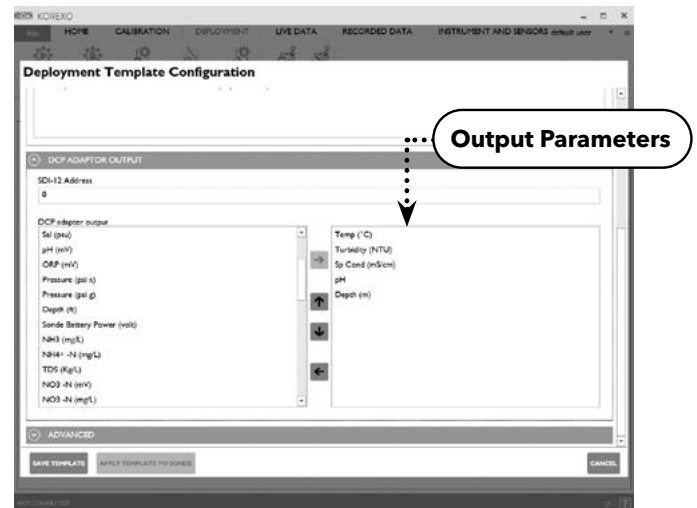 KOREXO
File HOME CALIBRATION DEPLOYMENT LIVE DATA RECORDED DATA INSTRUMENT AND SENSORS default user
Deployment Template Configuration
Output Parameters
DCP ADAPTOR OUTPUT
SDI-12 Address
0
DCP adapter output
Sal (psu)
pH (mV)
ORP (mV)
Pressure (psi a)
Pressure (psi g)
Depth (ft)
Sonde Battery Power (volt)
NH3 (mg/L)
NH4+ -N (mg/L)
TDS (Kg/L)
NO3 -N (mV)
NO3 -N (mg/L)
Temp (°C)
Turbidity (NTU)
Sp Cond (mS/cm)
pH
Depth (m)
ADVANCED
SAVE TEMPLATE APPLY TEMPLATE TO SONDE CANCEL
NOT CONNECTED